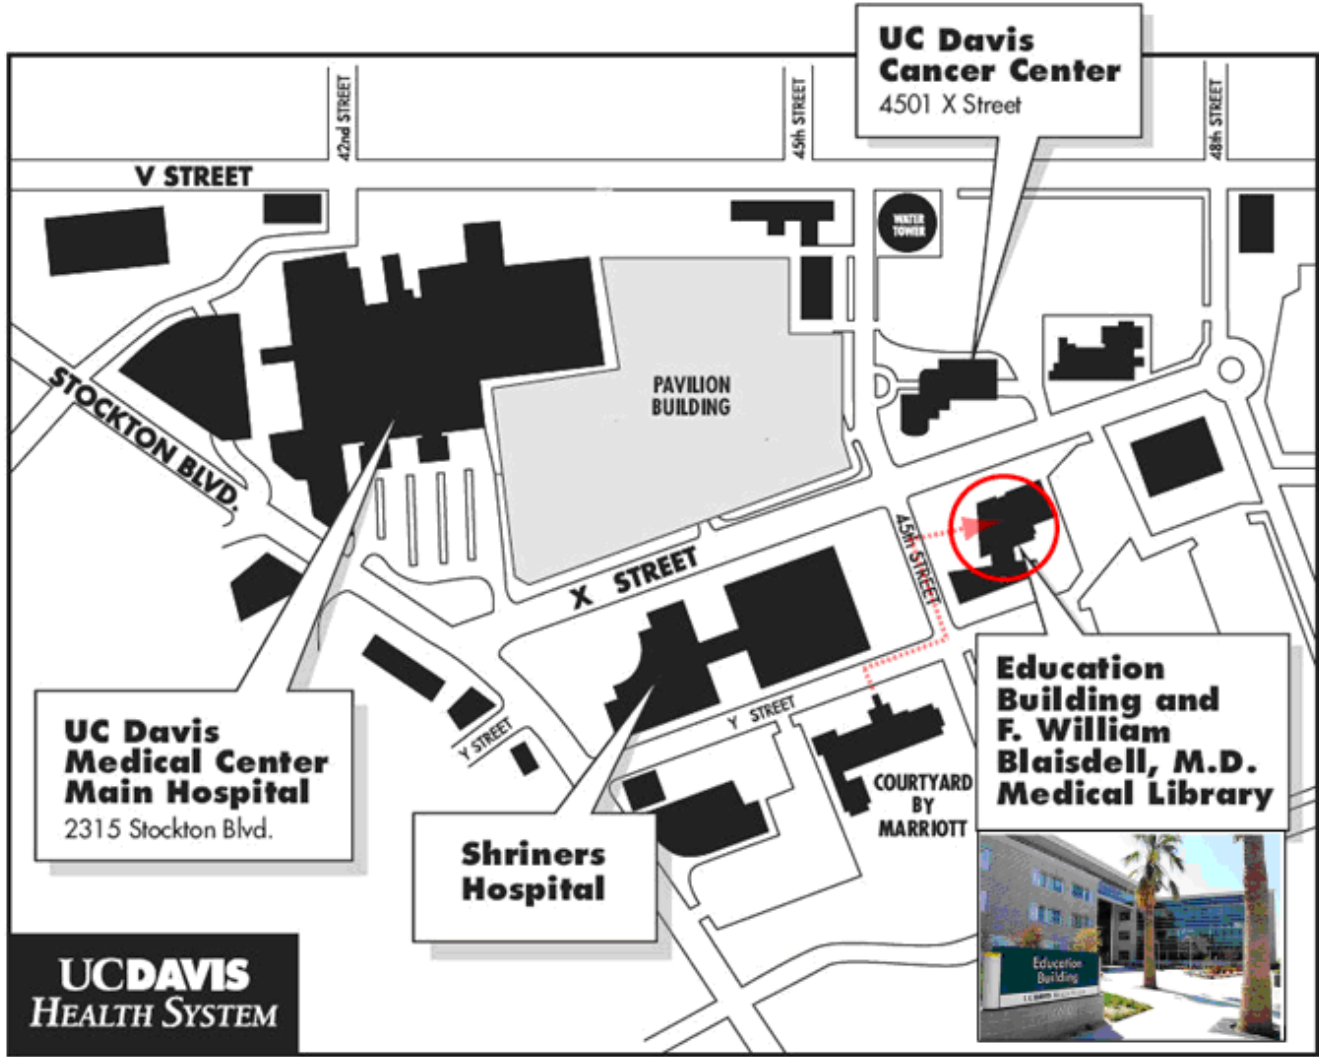 UC Davis
Cancer Center
4501 X Street
42nd STREET
45th STREET
48th STREET
V STREET
WATER
TOWER
STOCKTON BLVD.
PAVILION
BUILDING
X STREET
45th STREET
Y STREET
Y STREET
UC Davis
Medical Center
Main Hospital
2315 Stockton Blvd.
Shriners
Hospital
COURTYARD
BY
MARRIOTT
Education
Building and
F. William
Blaisdell, M.D.
Medical Library
Education
Building
UCDAVIS
HEALTH SYSTEM